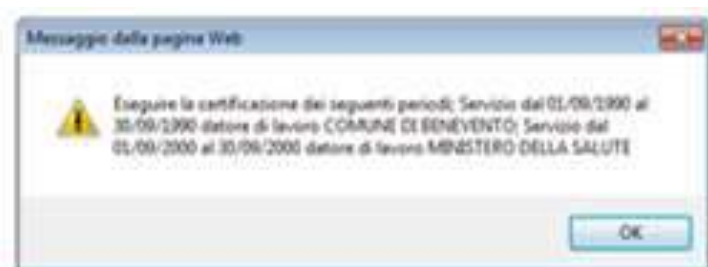 Messaggio dalla pagina Web
Eseguire la certificazione dei seguenti periodi; Servizio dal 01/09/1990 al
30/09/1990 datore di lavoro COMUNE DI BENEVENTO; Servizio dal
01/09/2000 al 30/09/2000 datore di lavoro MINISTERO DELLA SALUTE
OK